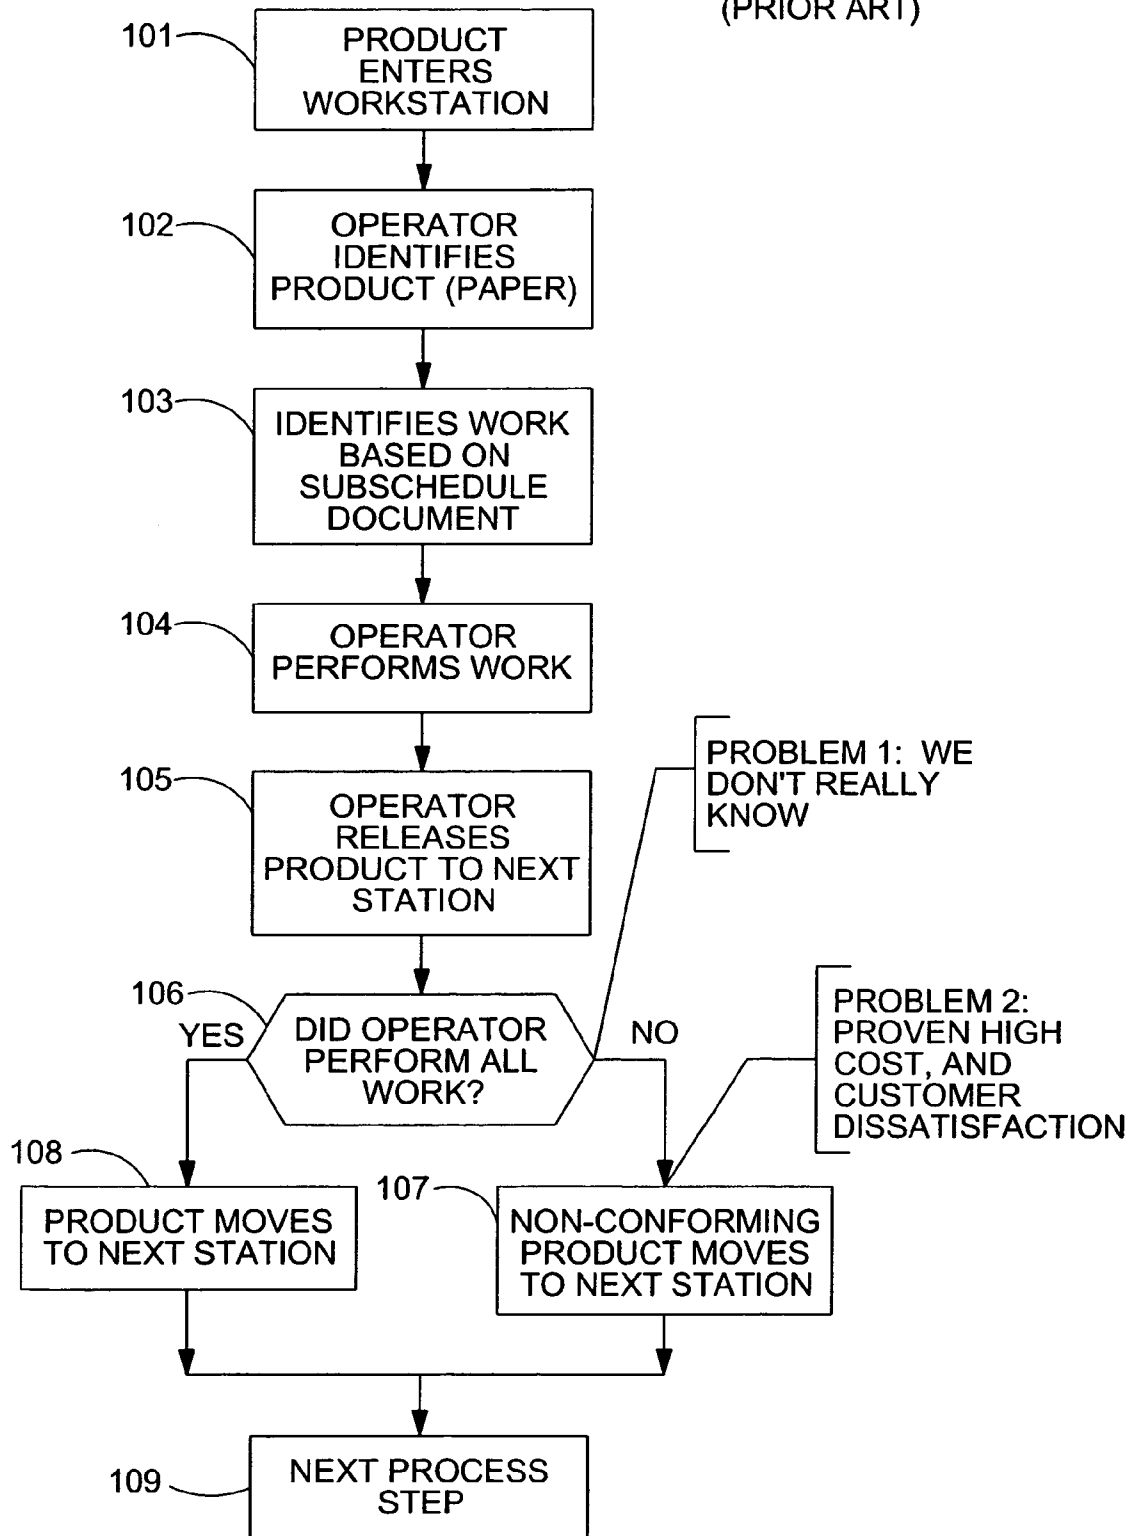 (PRIOR ART)
101
PRODUCT
ENTERS
WORKSTATION
102
OPERATOR
IDENTIFIES
PRODUCT (PAPER)
103
IDENTIFIES WORK
BASED ON
SUBSCHEDULE
DOCUMENT
104
OPERATOR
PERFORMS WORK
105
OPERATOR
RELEASES
PRODUCT TO NEXT
STATION
PROBLEM 1: WE
DON'T REALLY
KNOW
106
YES
DID OPERATOR
PERFORM ALL
WORK?
NO
PROBLEM 2:
PROVEN HIGH
COST, AND
CUSTOMER
DISSATISFACTION
108
PRODUCT MOVES
TO NEXT STATION
107
NON-CONFORMING
PRODUCT MOVES
TO NEXT STATION
109
NEXT PROCESS
STEP